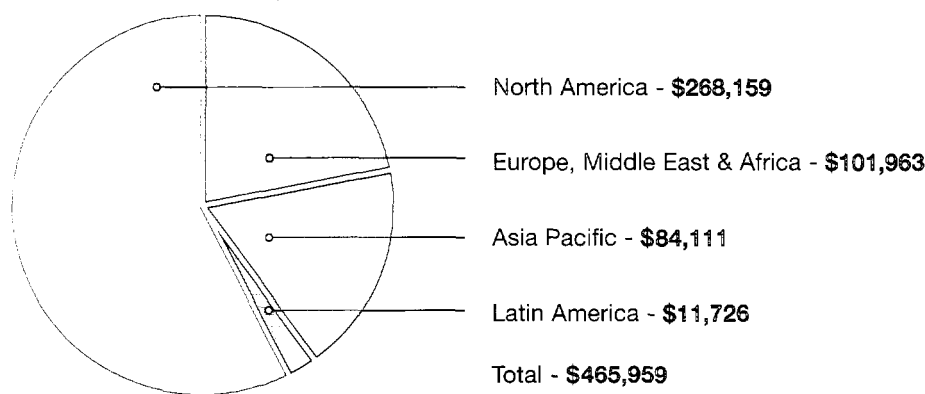 North America - $268,159
Europe, Middle East & Africa - $101,963
Asia Pacific - $84,111
Latin America - $11,726
Total - $465,959